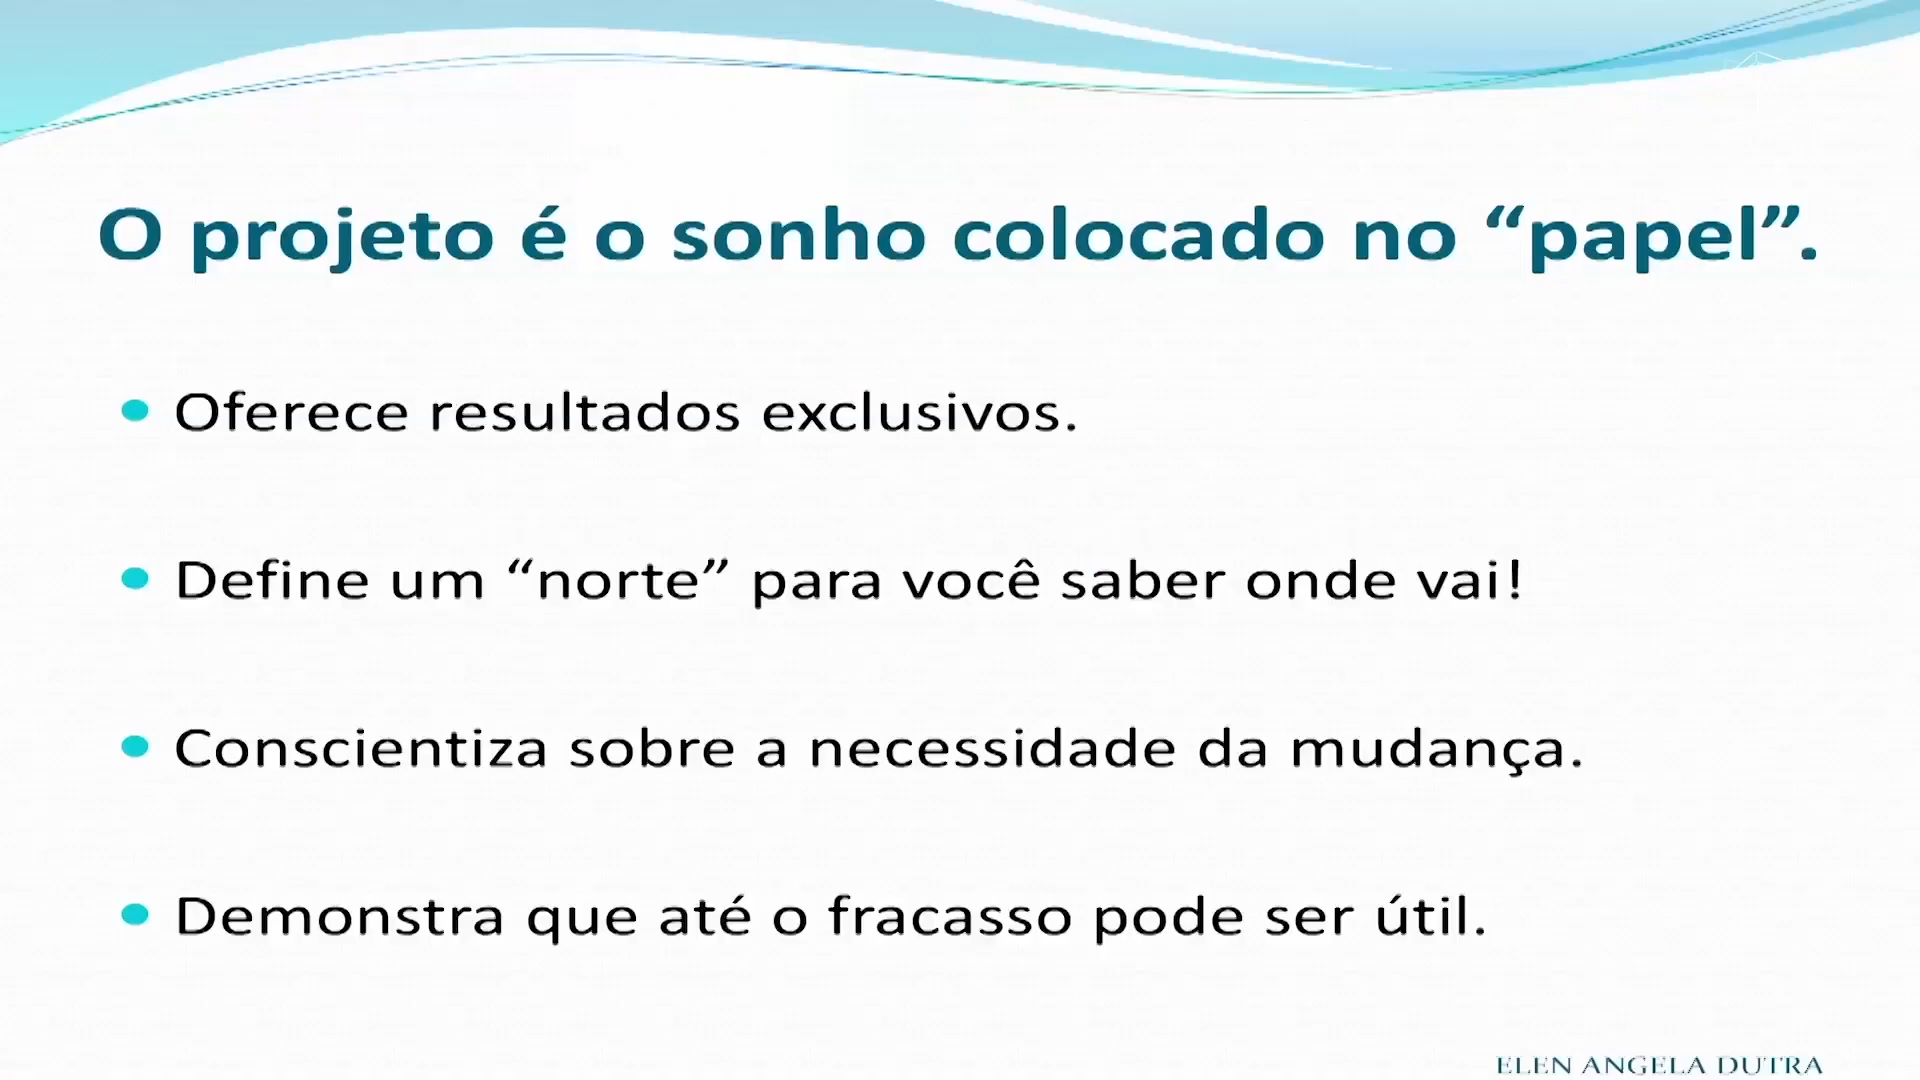 O projeto é o sonho colocado no “papel”.
Oferece resultados exclusivos.
Define um “norte” para você saber onde vai!
Conscientiza sobre a necessidade da mudança.
Demonstra que até o fracasso pode ser útil.
ELEN ANGELA DUTRA